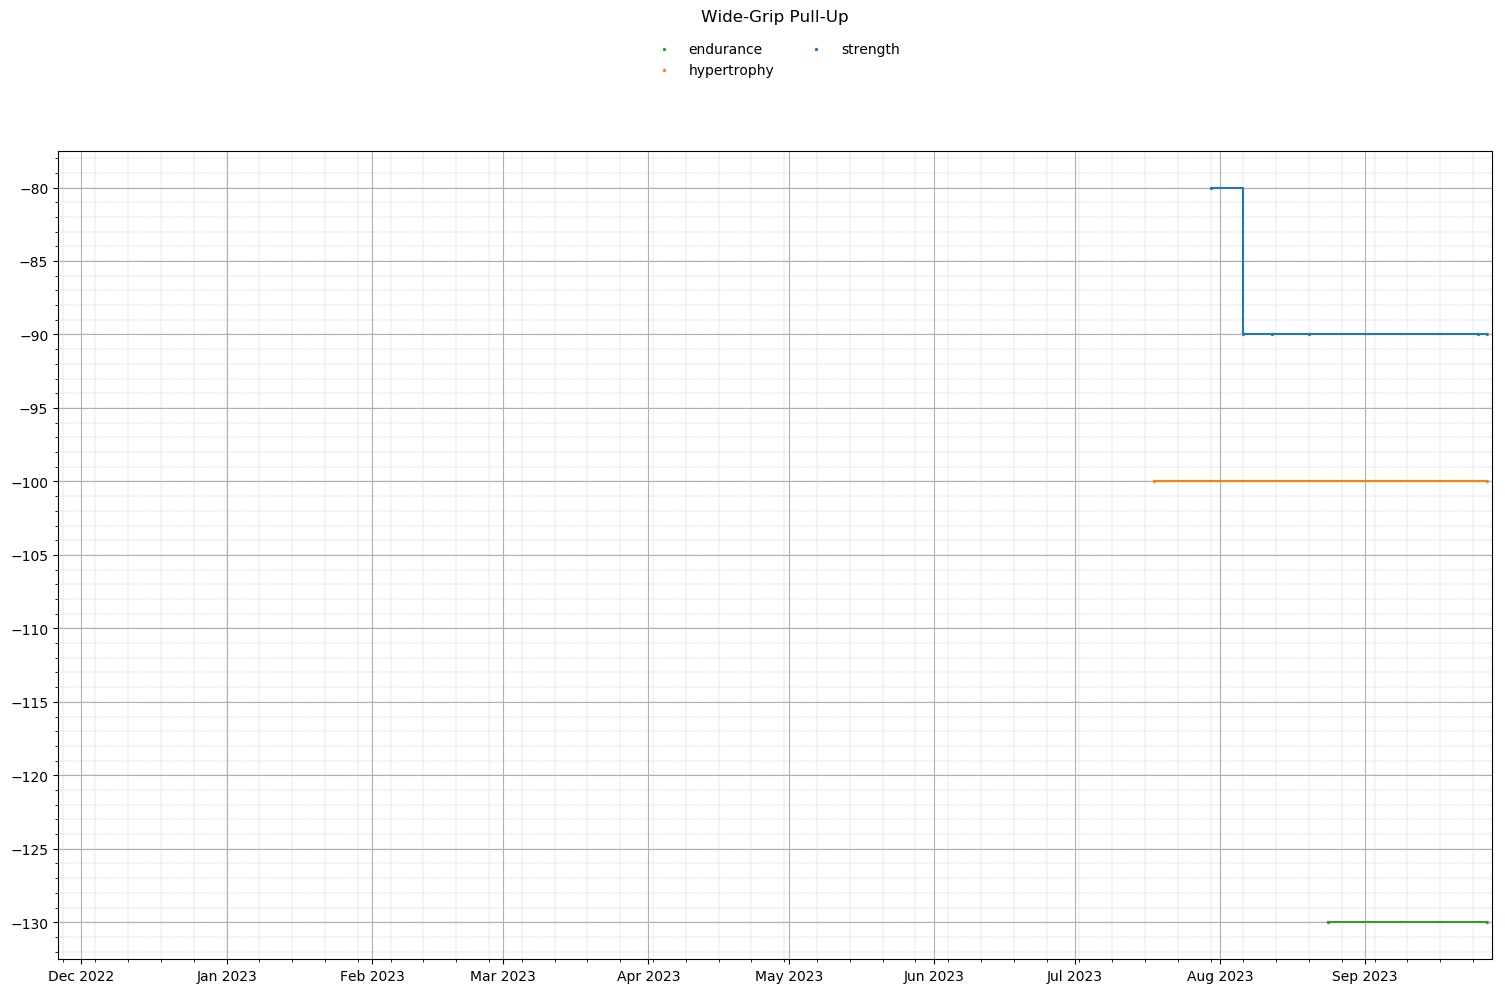 Wide-Grip Pull-Up
endurance strength
hypertrophy
−80
−85
−90
−95
−100
−105
−110
−115
−120
−125
−130
Dec 2022 Jan 2023 Feb 2023 Mar 2023 Apr 2023 May 2023 Jun 2023 Jul 2023 Aug 2023 Sep 2023